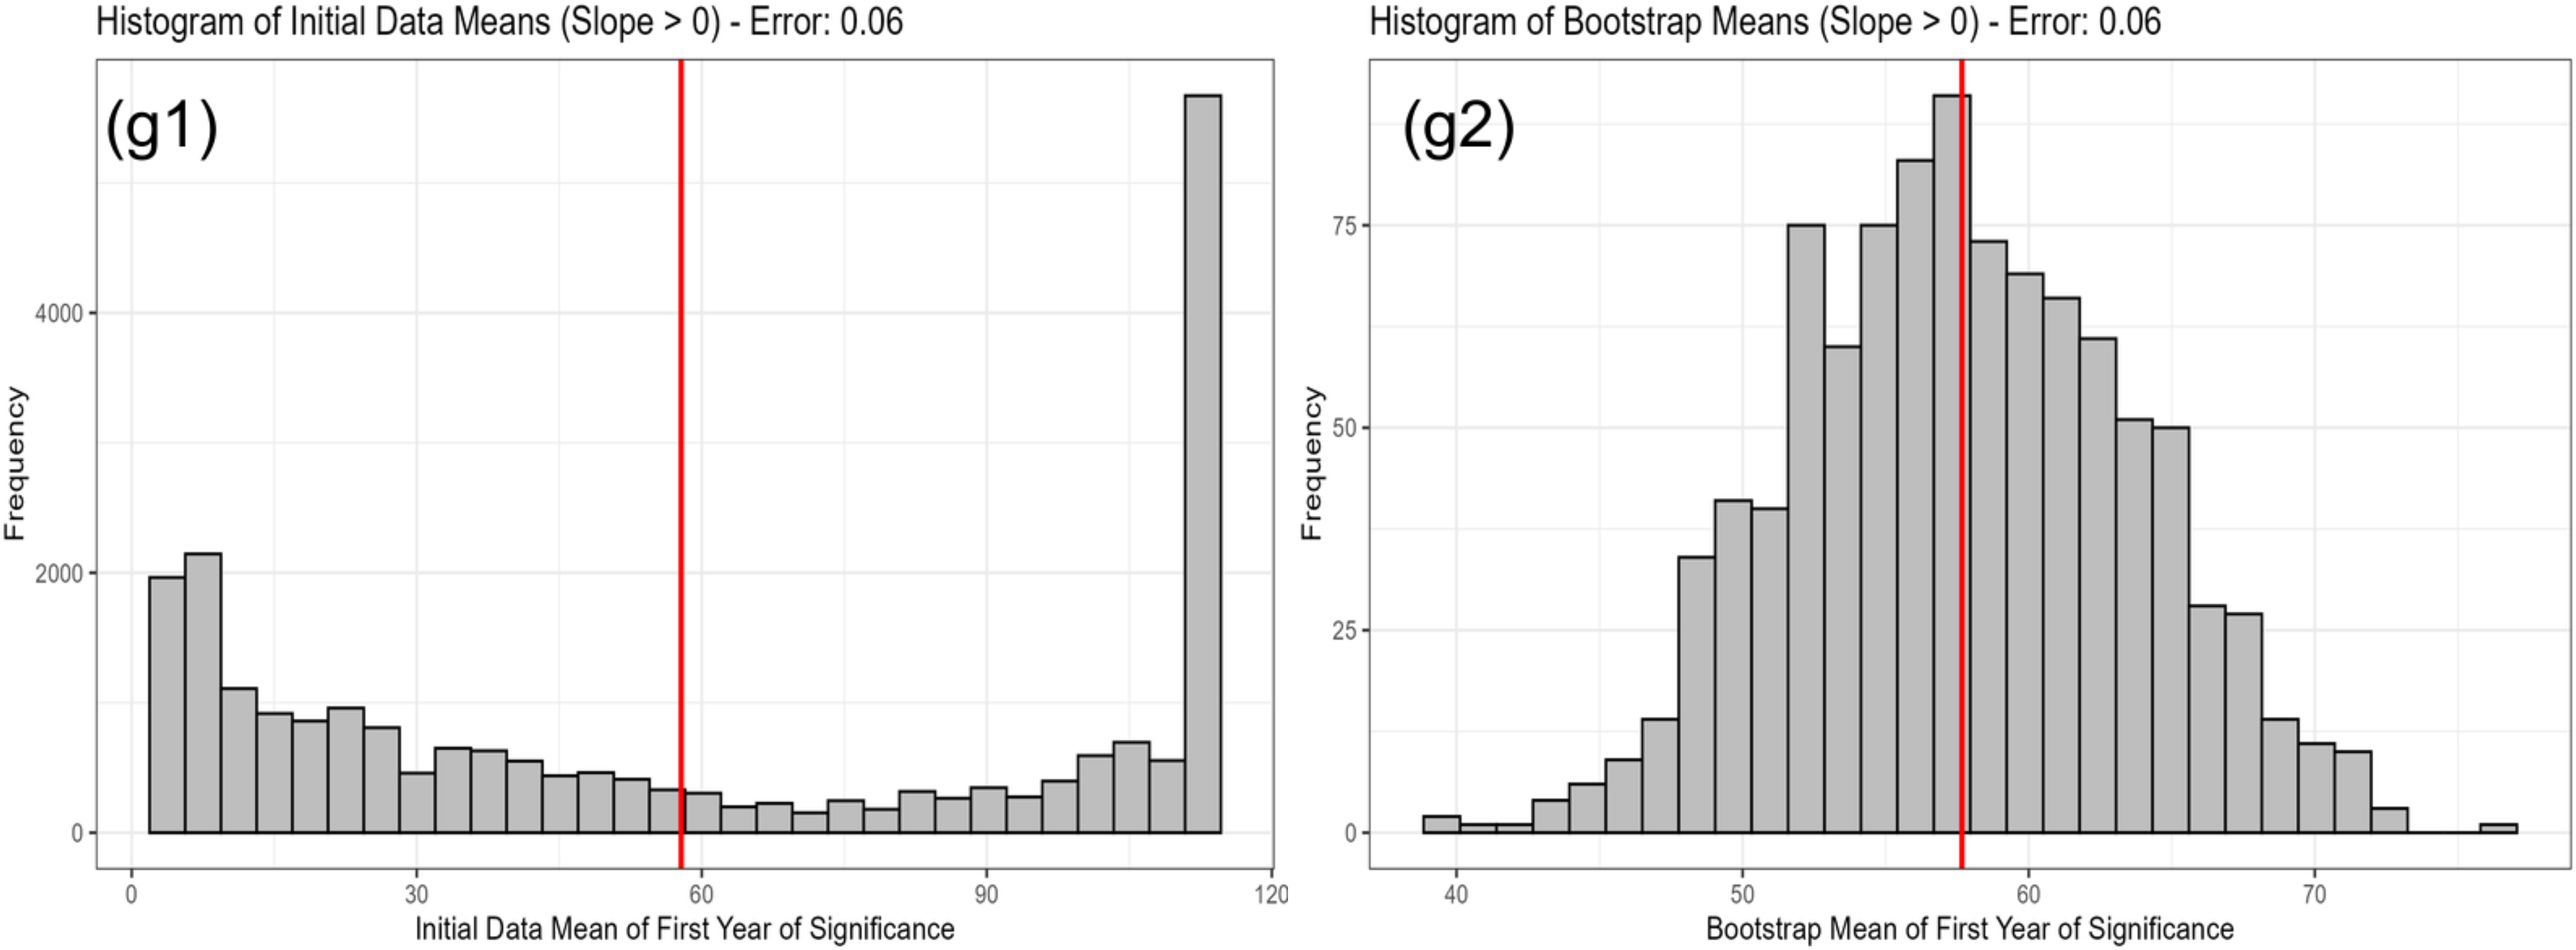 Histogram of Initial Data Means (Slope > 0) - Error: 0.06
(g1)
Frequency
4000
2000
0
0 30 60 90 120
Initial Data Mean of First Year of Significance
Histogram of Bootstrap Means (Slope > 0) - Error: 0.06
(g2)
Frequency
75
50
25
0
40 50 60 70
Bootstrap Mean of First Year of Significance